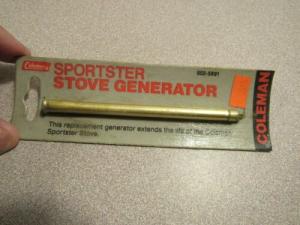 Coleman
SPORTSTER
STOVE GENERATOR
COLEMAN
This replacement generator extends the life of the Coleman
Sportster Stove.